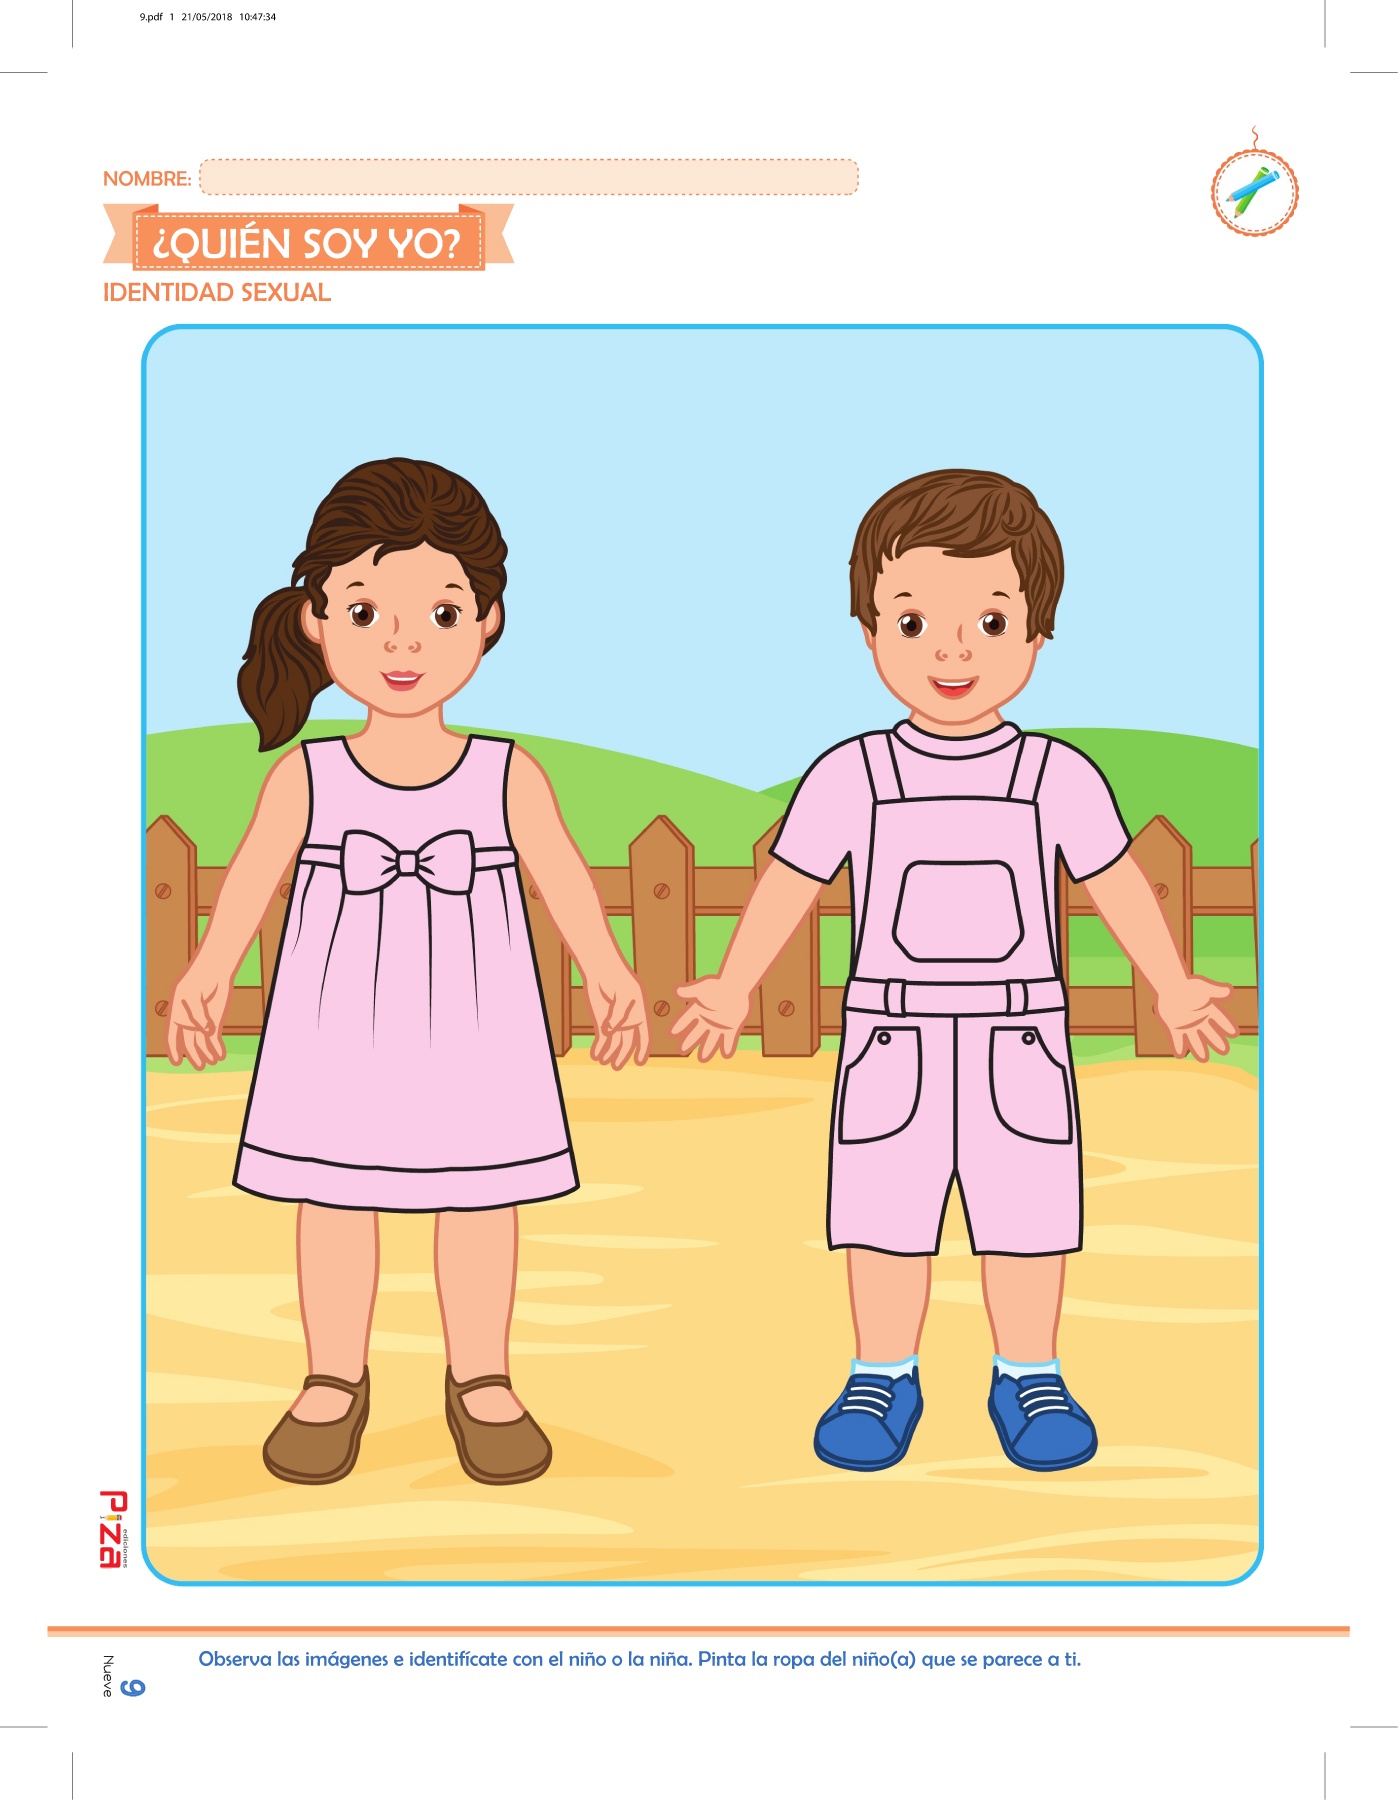 9.pdf 1 21/05/2018 10:47:34
NOMBRE:
¿QUIÉN SOY YO?
IDENTIDAD SEXUAL
Piza
ediciones
Observa las imágenes e identifícate con el niño o la niña. Pinta la ropa del niño(a) que se parece a ti.
Nueve
9